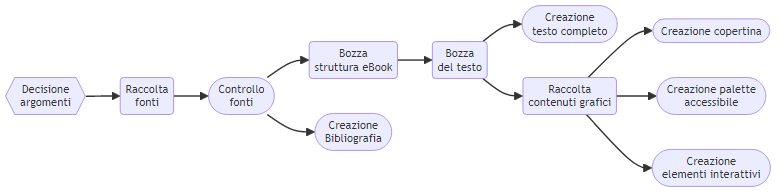 Decisione
argomenti
Raccolta
fonti
Controllo
fonti
Bozza
struttura eBook
Creazione
Bibliografia
Bozza
del testo
Creazione
testo completo
Raccolta
contenuti grafici
Creazione copertina
Creazione palette
accessibile
Creazione
elementi interattivi